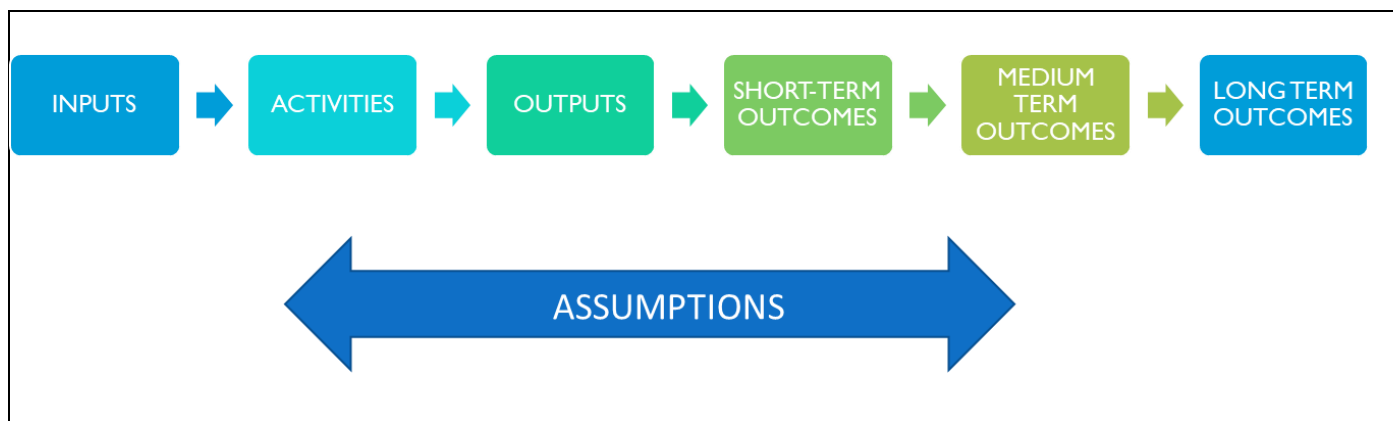 INPUTS
ACTIVITIES
OUTPUTS
SHORT-TERM
OUTCOMES
MEDIUM
TERM
OUTCOMES
LONG TERM
OUTCOMES
ASSUMPTIONS